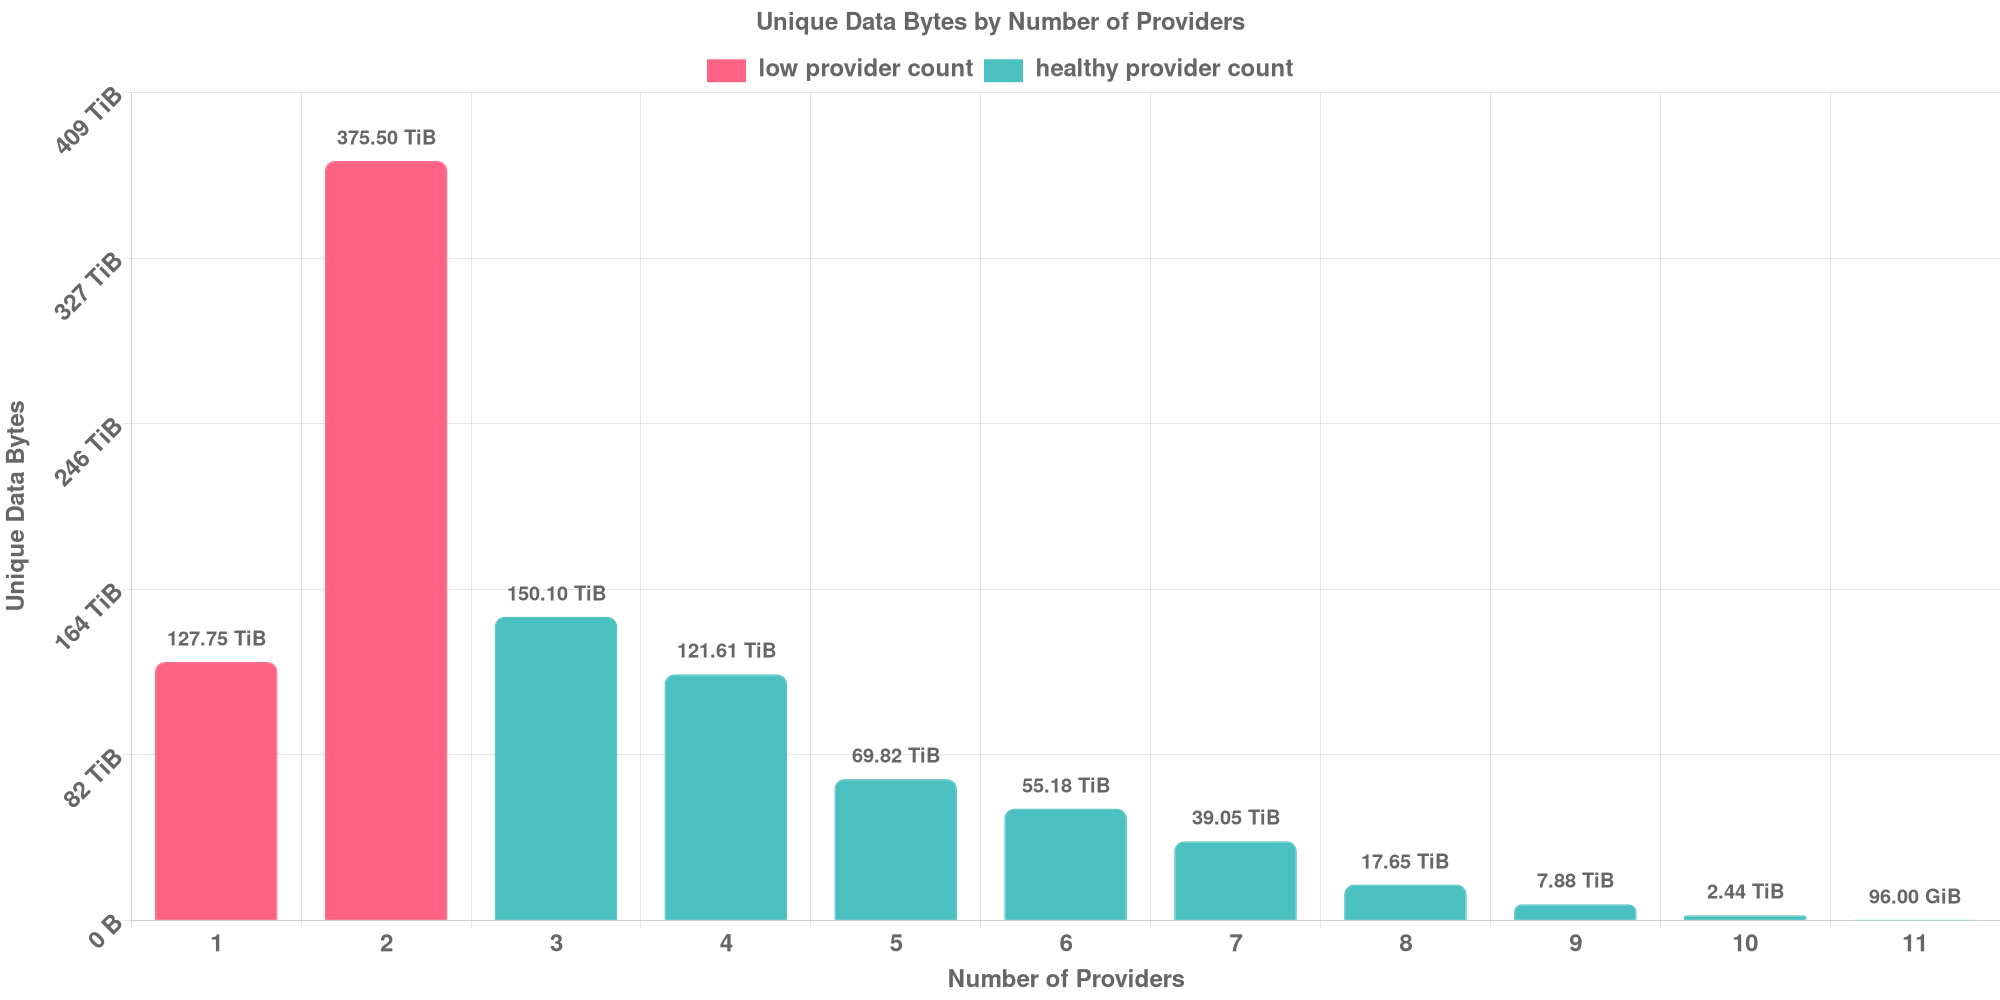 Unique Data Bytes by Number of Providers
low provider count
healthy provider count
Unique Data Bytes
409 TiB
327 TiB
246 TiB
164 TiB
82 TiB
0 B
127.75 TiB
375.50 TiB
150.10 TiB
121.61 TiB
69.82 TiB
55.18 TiB
39.05 TiB
17.65 TiB
7.88 TiB
2.44 TiB
96.00 GiB
1 2 3 4 5 6 7 8 9 10 11
Number of Providers